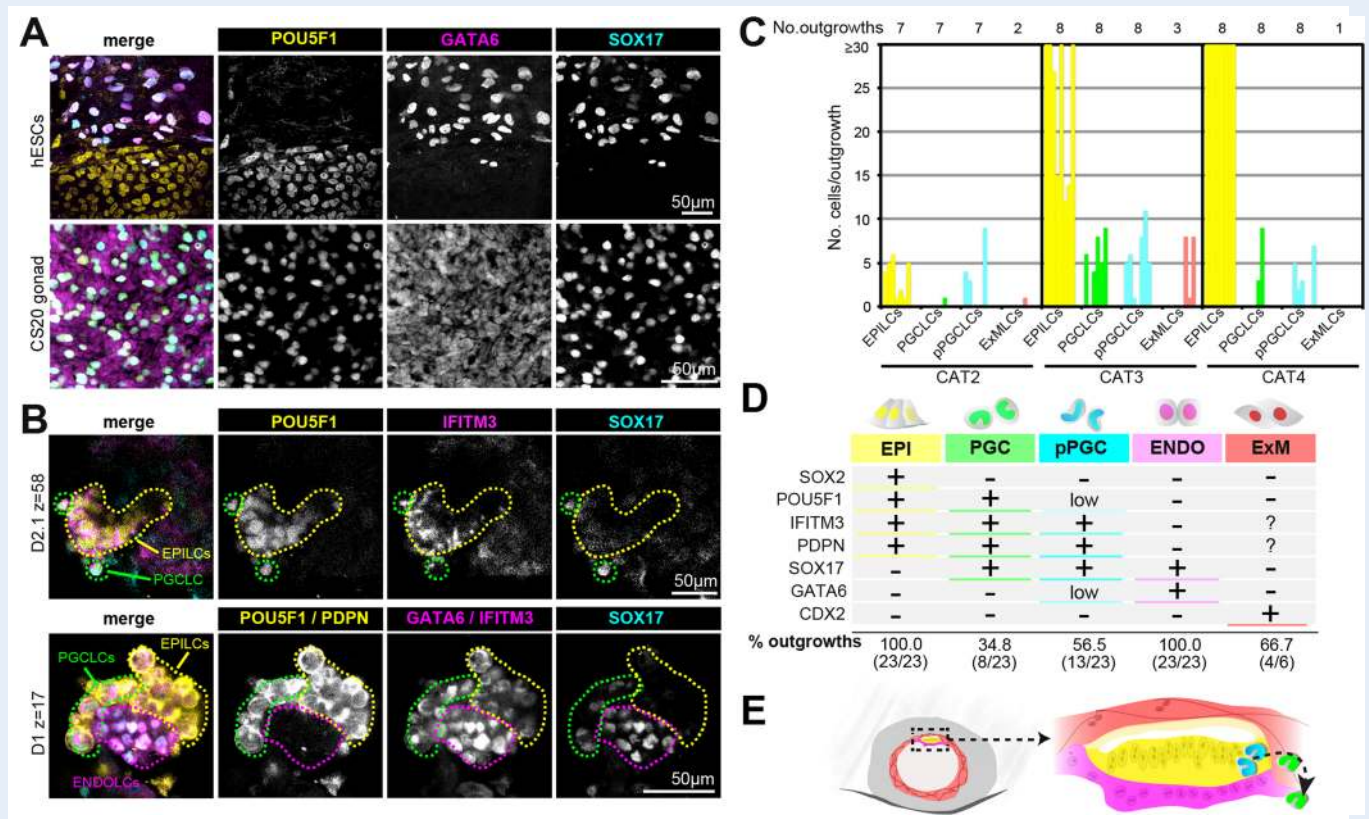 A
merge POU5F1 GATA6 SOX17
hESCs
50µm
CS20 gonad
50µm
B
merge POU5F1 IFITM3 SOX17
D2.1 z=58
EPILCs
PGCLC
50µm
merge POU5F1 / PDPN GATA6 / IFITM3 SOX17
D1 z=17
PGCLCs
EPILCs
ENDOLCs
50µm
C
No.outgrowths 7 7 7 2 8 8 8 3 8 8 8 1
No. cells/outgrowth
≥30
25
20
15
10
5
0
EPILCs PGCLCs pPGCLCs ExMLCs EPILCs PGCLCs pPGCLCs ExMLCs EPILCs PGCLCs pPGCLCs ExMLCs
CAT2 CAT3 CAT4
D
EPI PGC pPGC ENDO ExM
SOX2 + - - - -
POU5F1 + + low - -
IFITM3 + + + - ?
PDPN + + + - ?
SOX17 - + + + -
GATA6 - - low + -
CDX2 - - - - +
% outgrowths 100.0 34.8 56.5 100.0 66.7
(23/23) (8/23) (13/23) (23/23) (4/6)
E